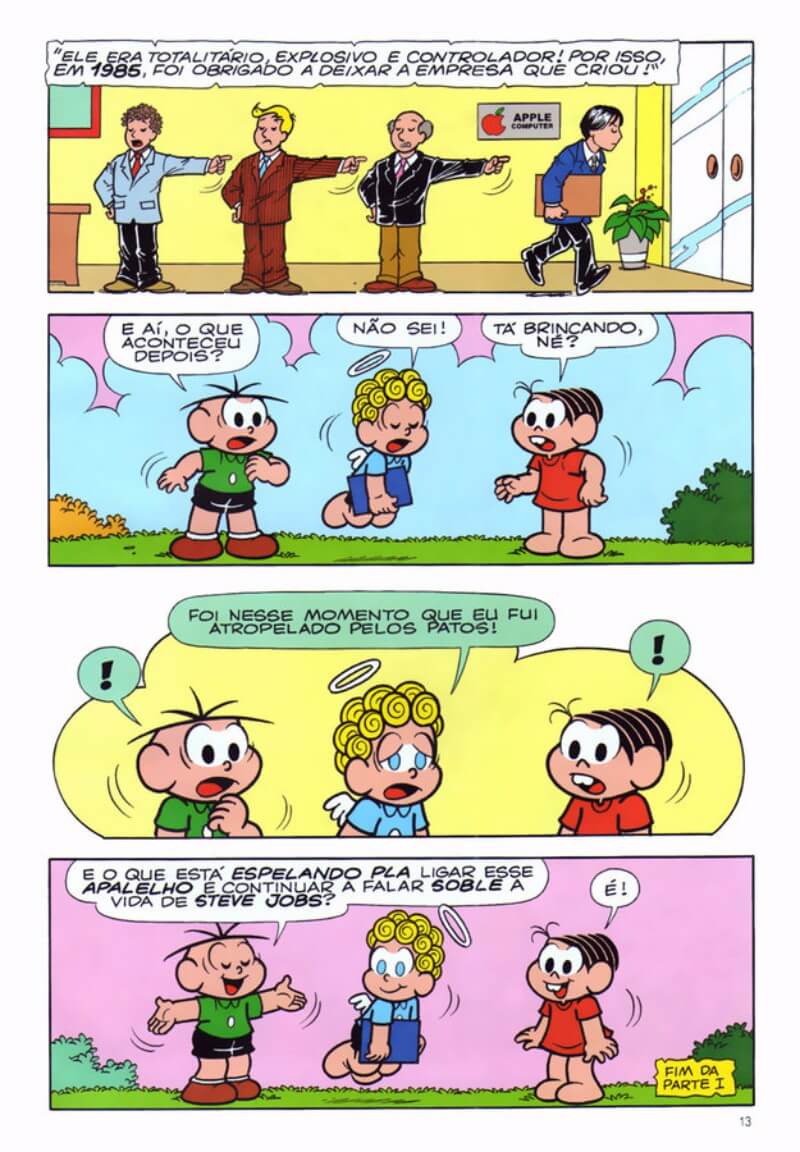 "ELE ERA TOTALITÁRIO, EXPLOSIVO E CONTROLADOR! POR ISSO,
EM 1985, FOI OBRIGADO A DEIXAR A EMPRESA QUE CRIOU!"
APPLE
COMPUTER
E AÍ, O QUE
ACONTECEU
DEPOIS?
NÃO SEI!
TÁ BRINCANDO,
NÉ?
FOI NESSE MOMENTO QUE EU FUI
ATROPELADO PELOS PATOS!
!
!
E O QUE ESTÁ ESPELANDO PLA LIGAR ESSE
APALELHO E CONTINUAR A FALAR SOBLE A
VIDA DE STEVE JOBS?
É!
FIM DA
PARTE I
13